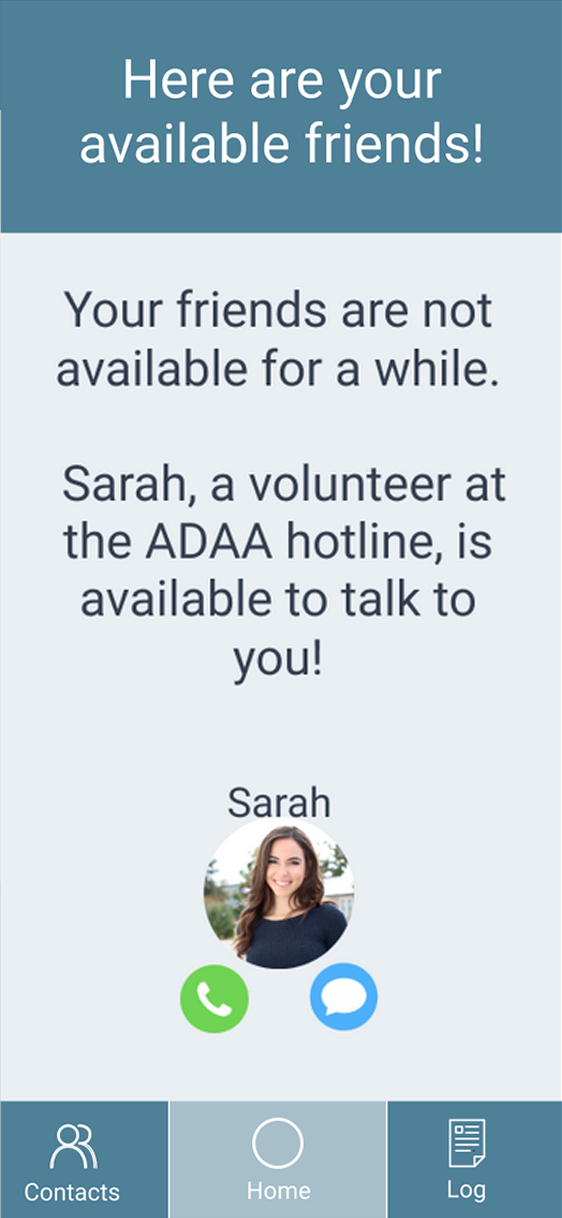 Here are your
available friends!
Your friends are not
available for a while.
Sarah, a volunteer at
the ADAA hotline, is
available to talk to
you!
Sarah
Contacts
Home
Log